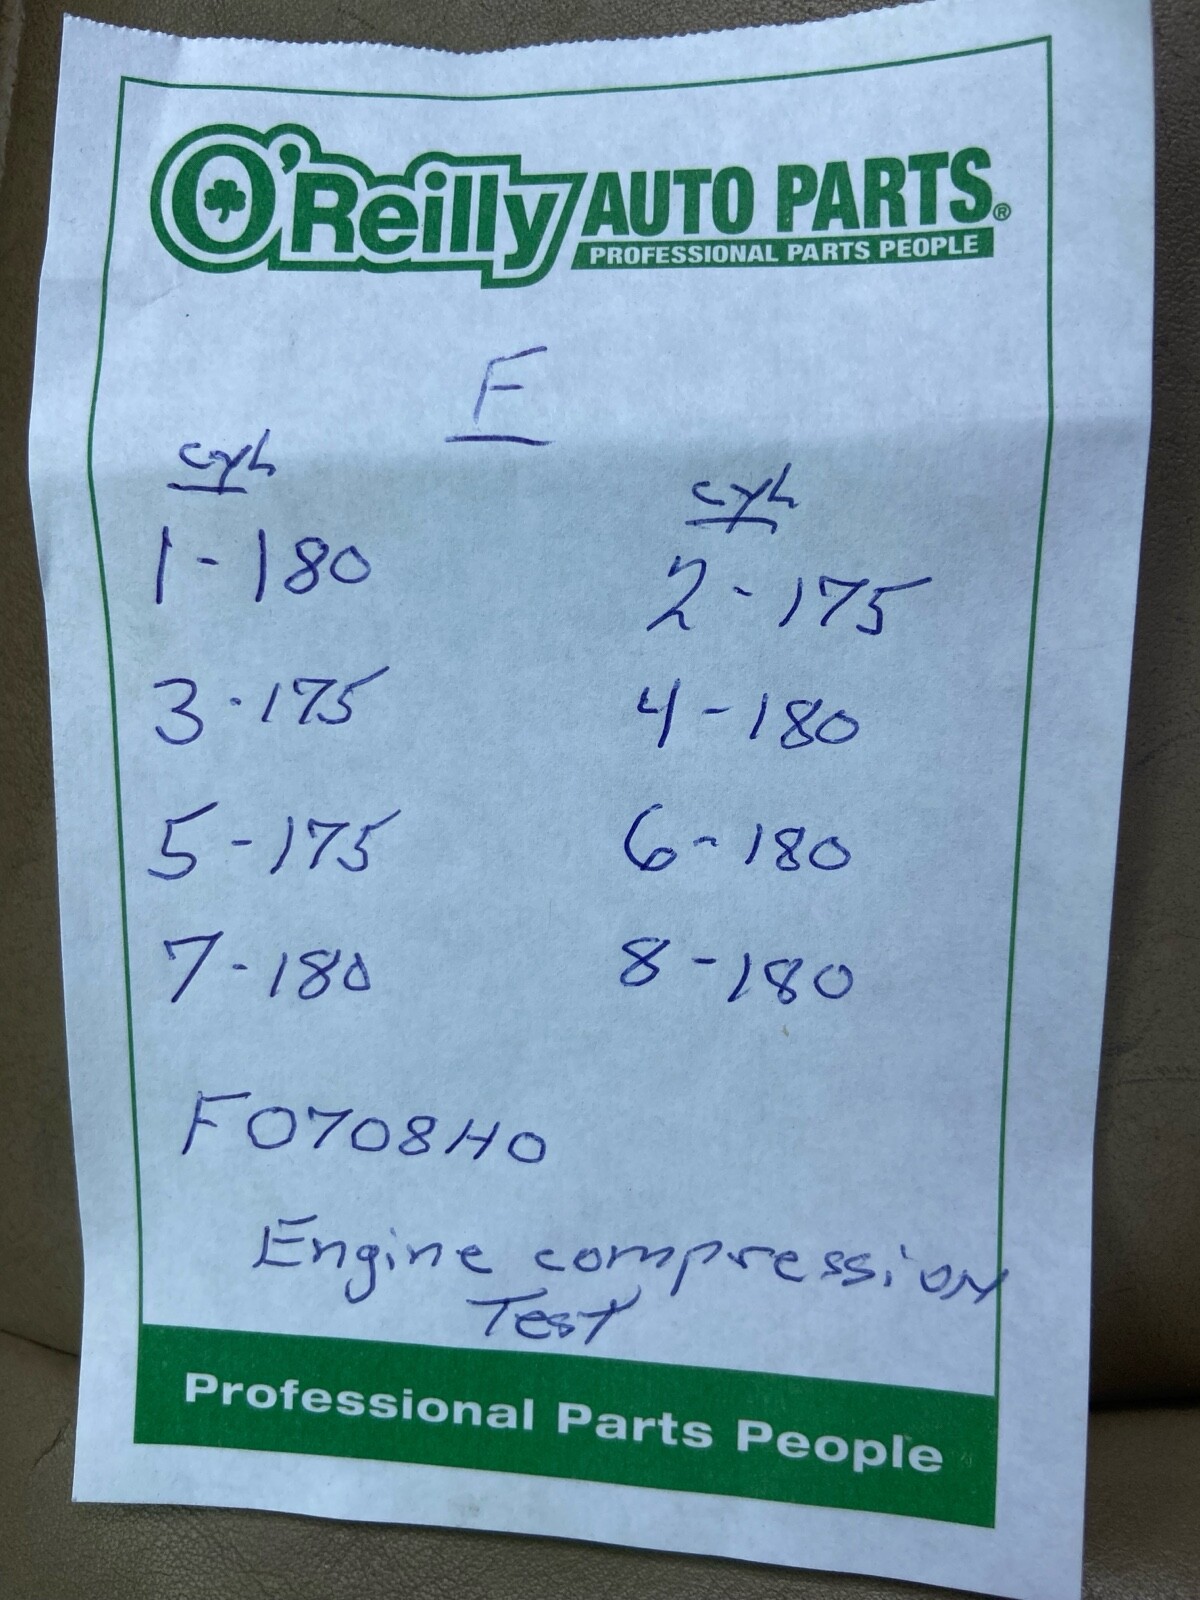 O'Reilly AUTO PARTS®
PROFESSIONAL PARTS PEOPLE
F
cyl
cyl
1-180
2-175
3-175
4-180
5-175
6-180
7-180
8-180
F0708H0
Engine compression
Test
Professional Parts People